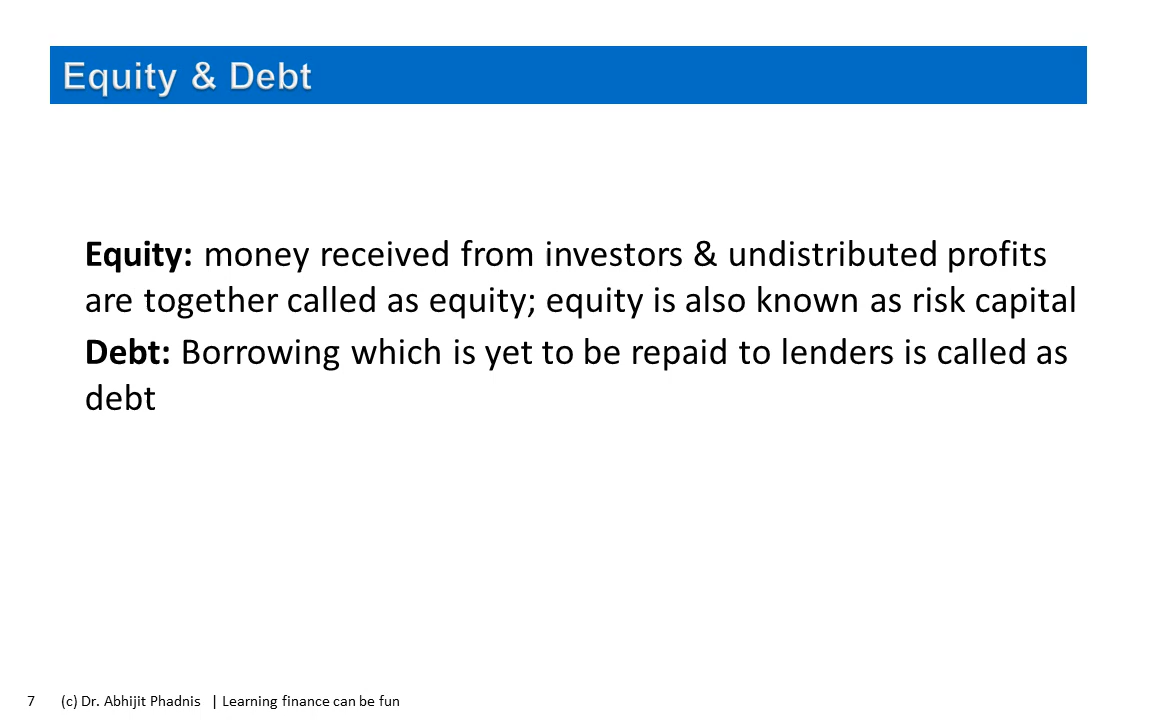 Equity & Debt
Equity: money received from investors & undistributed profits
are together called as equity; equity is also known as risk capital
Debt: Borrowing which is yet to be repaid to lenders is called as
debt
7 (c) Dr. Abhijit Phadnis | Learning finance can be fun